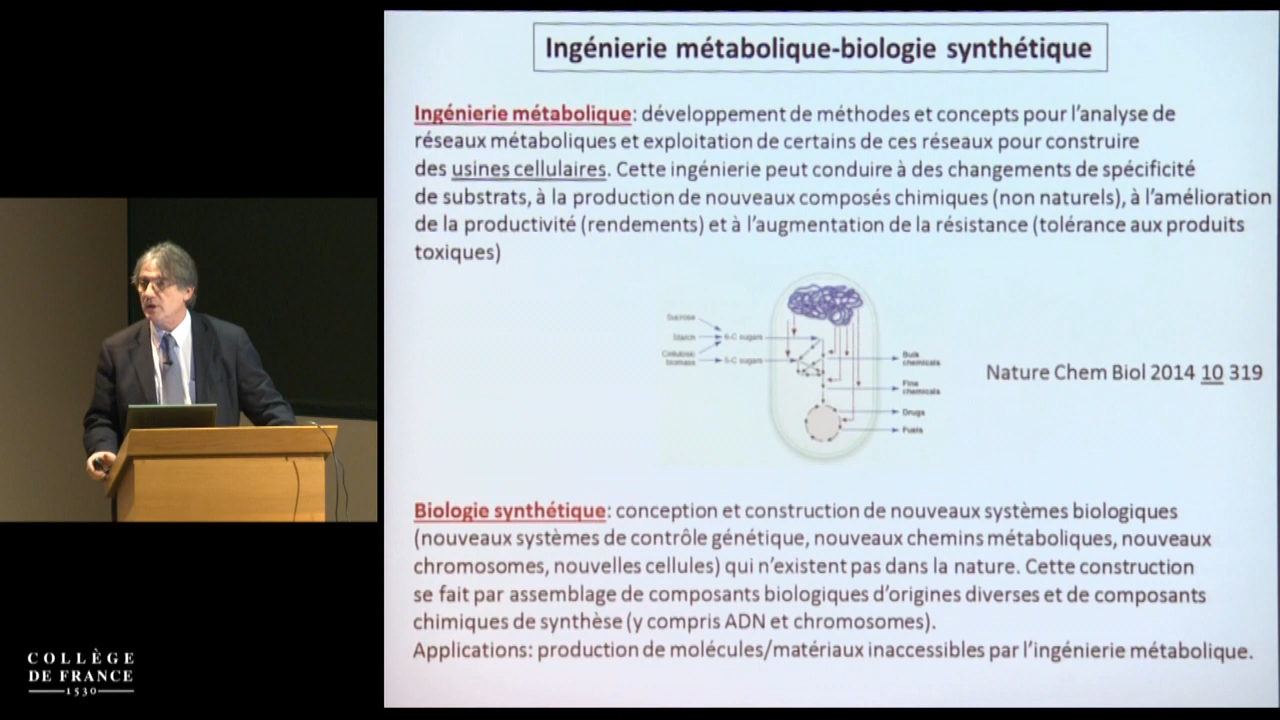 Ingénierie métabolique-biologie synthétique
Ingénierie métabolique: développement de méthodes et concepts pour l'analyse de
réseaux métaboliques et exploitation de certains de ces réseaux pour construire
des usines cellulaires. Cette ingénierie peut conduire à des changements de spécificité
de substrats, à la production de nouveaux composés chimiques (non naturels), à l'amélioration
de la productivité (rendements) et à l'augmentation de la résistance (tolérance aux produits
toxiques)
Sucrose
Starch
6-C sugars
Cellulosic
biomass
5-C sugars
Bulk
chemicals
Fine
chemicals
Drugs
Fuels
Nature Chem Biol 2014 10 319
Biologie synthétique: conception et construction de nouveaux systèmes biologiques
(nouveaux systèmes de contrôle génétique, nouveaux chemins métaboliques, nouveaux
chromosomes, nouvelles cellules) qui n'existent pas dans la nature. Cette construction
se fait par assemblage de composants biologiques d'origines diverses et de composants
chimiques de synthèse (y compris ADN et chromosomes).
Applications: production de molécules/matériaux inaccessibles par l'ingénierie métabolique.
COLLÈGE
DE FRANCE
1530